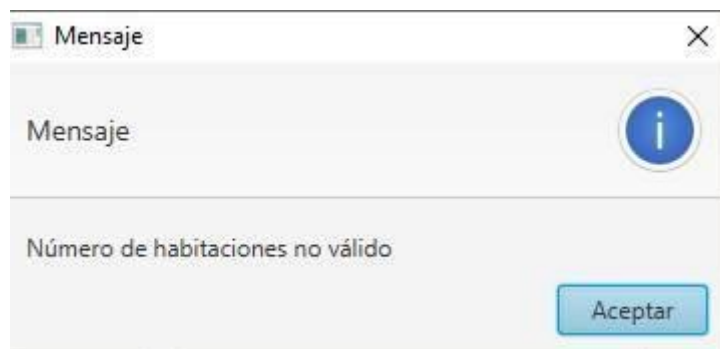 Mensaje
Mensaje
i
Número de habitaciones no válido
Aceptar